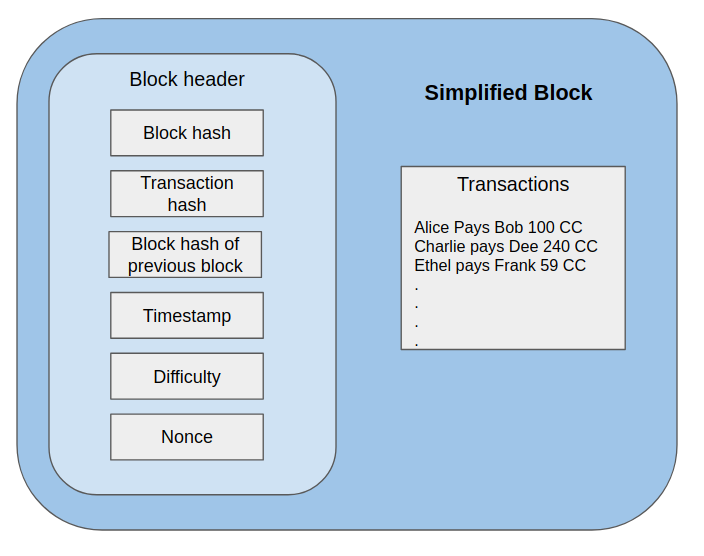 Block header
Block hash
Transaction
hash
Block hash of
previous block
Timestamp
Difficulty
Nonce
Simplified Block
Transactions
Alice Pays Bob 100 CC
Charlie pays Dee 240 CC
Ethel pays Frank 59 CC
.
.
.
.